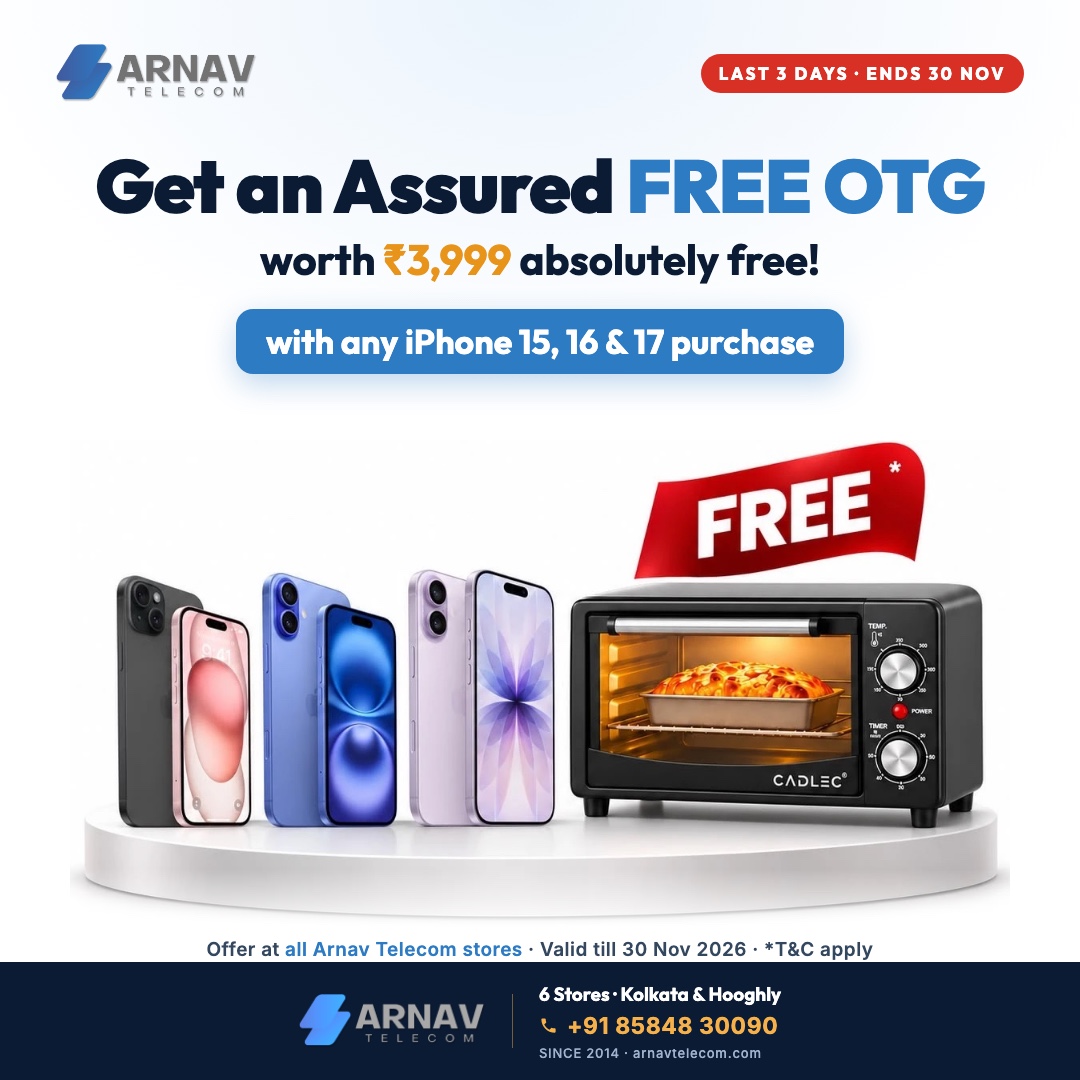 ARNAV
TELECOM
LAST 3 DAYS · ENDS 30 NOV
Get an Assured FREE OTG
worth ₹3,999 absolutely free!
with any iPhone 15, 16 & 17 purchase
FREE *
9:41
TEMP.
POWER
TIMER
CADLEC®
Offer at all Arnav Telecom stores · Valid till 30 Nov 2026 · *T&C apply
ARNAV
TELECOM
6 Stores · Kolkata & Hooghly
+91 85848 30090
SINCE 2014 · arnavtelecom.com